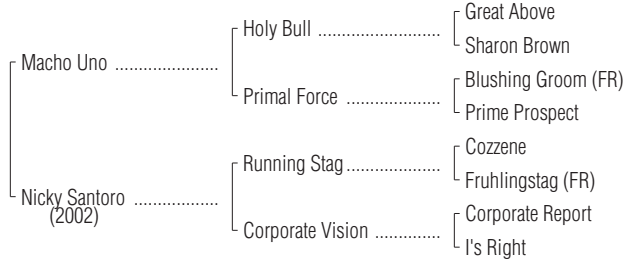 Great Above
Holy Bull ..........................
Sharon Brown
Macho Uno ......................
Blushing Groom (FR)
Primal Force ....................
Prime Prospect
Cozzene
Running Stag ....................
Fruhlingstag (FR)
Nicky Santoro ..................
(2002)
Corporate Report
Corporate Vision ..............
I's Right